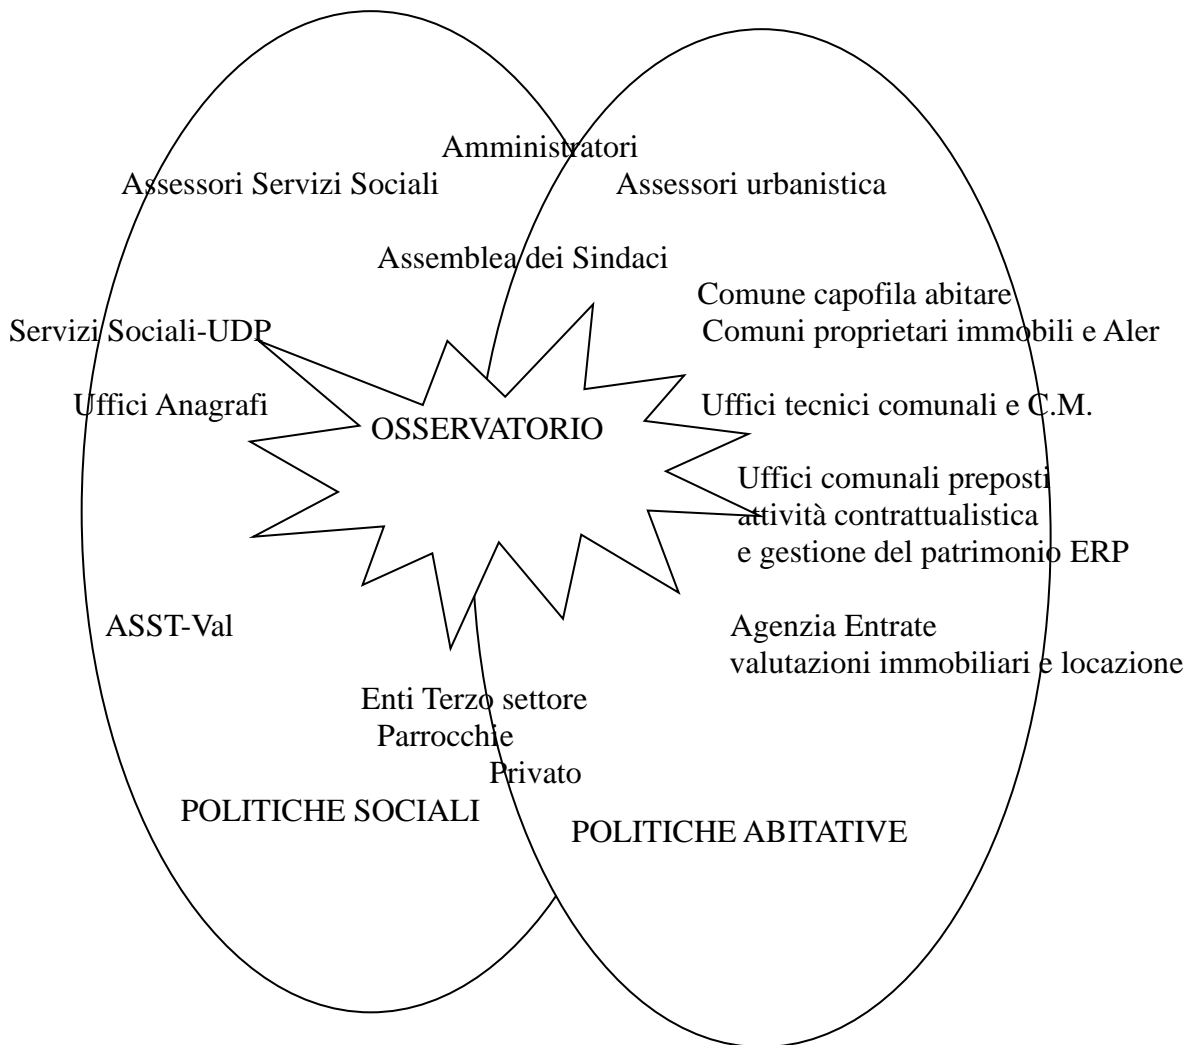 Amministratori
Assessori Servizi Sociali
Assessori urbanistica
Assemblea dei Sindaci
Comune capofila abitare
Servizi Sociali-UDP
Comuni proprietari immobili e Aler
Uffici Anagrafi
Uffici tecnici comunali e C.M.
OSSERVATORIO
Uffici comunali preposti
attività contrattualistica
e gestione del patrimonio ERP
ASST-Val
Agenzia Entrate
valutazioni immobiliari e locazione
Enti Terzo settore
Parrocchie
Privato
POLITICHE SOCIALI
POLITICHE ABITATIVE